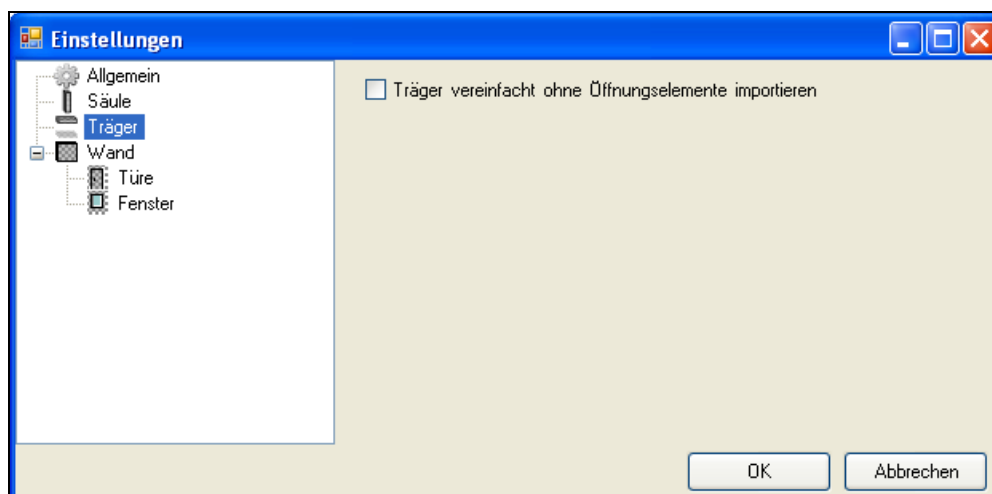 Einstellungen
Allgemein
Säule
Träger
Wand
Türe
Fenster
Träger vereinfacht ohne Öffnungselemente importieren
OK
Abbrechen